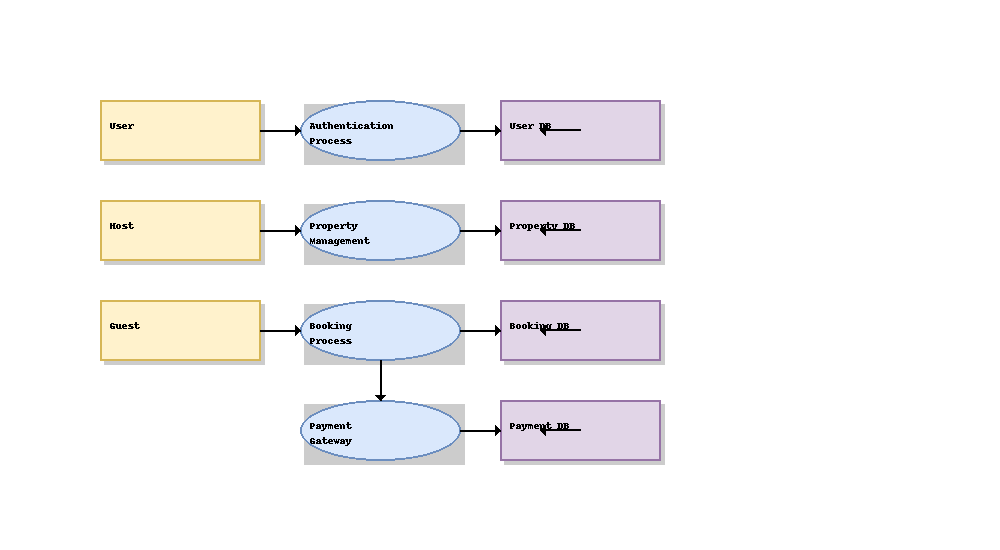 User
Authentication
Process
User DB
Host
Property
Management
Property DB
Guest
Booking
Process
Booking DB
Payment
Gateway
Payment DB